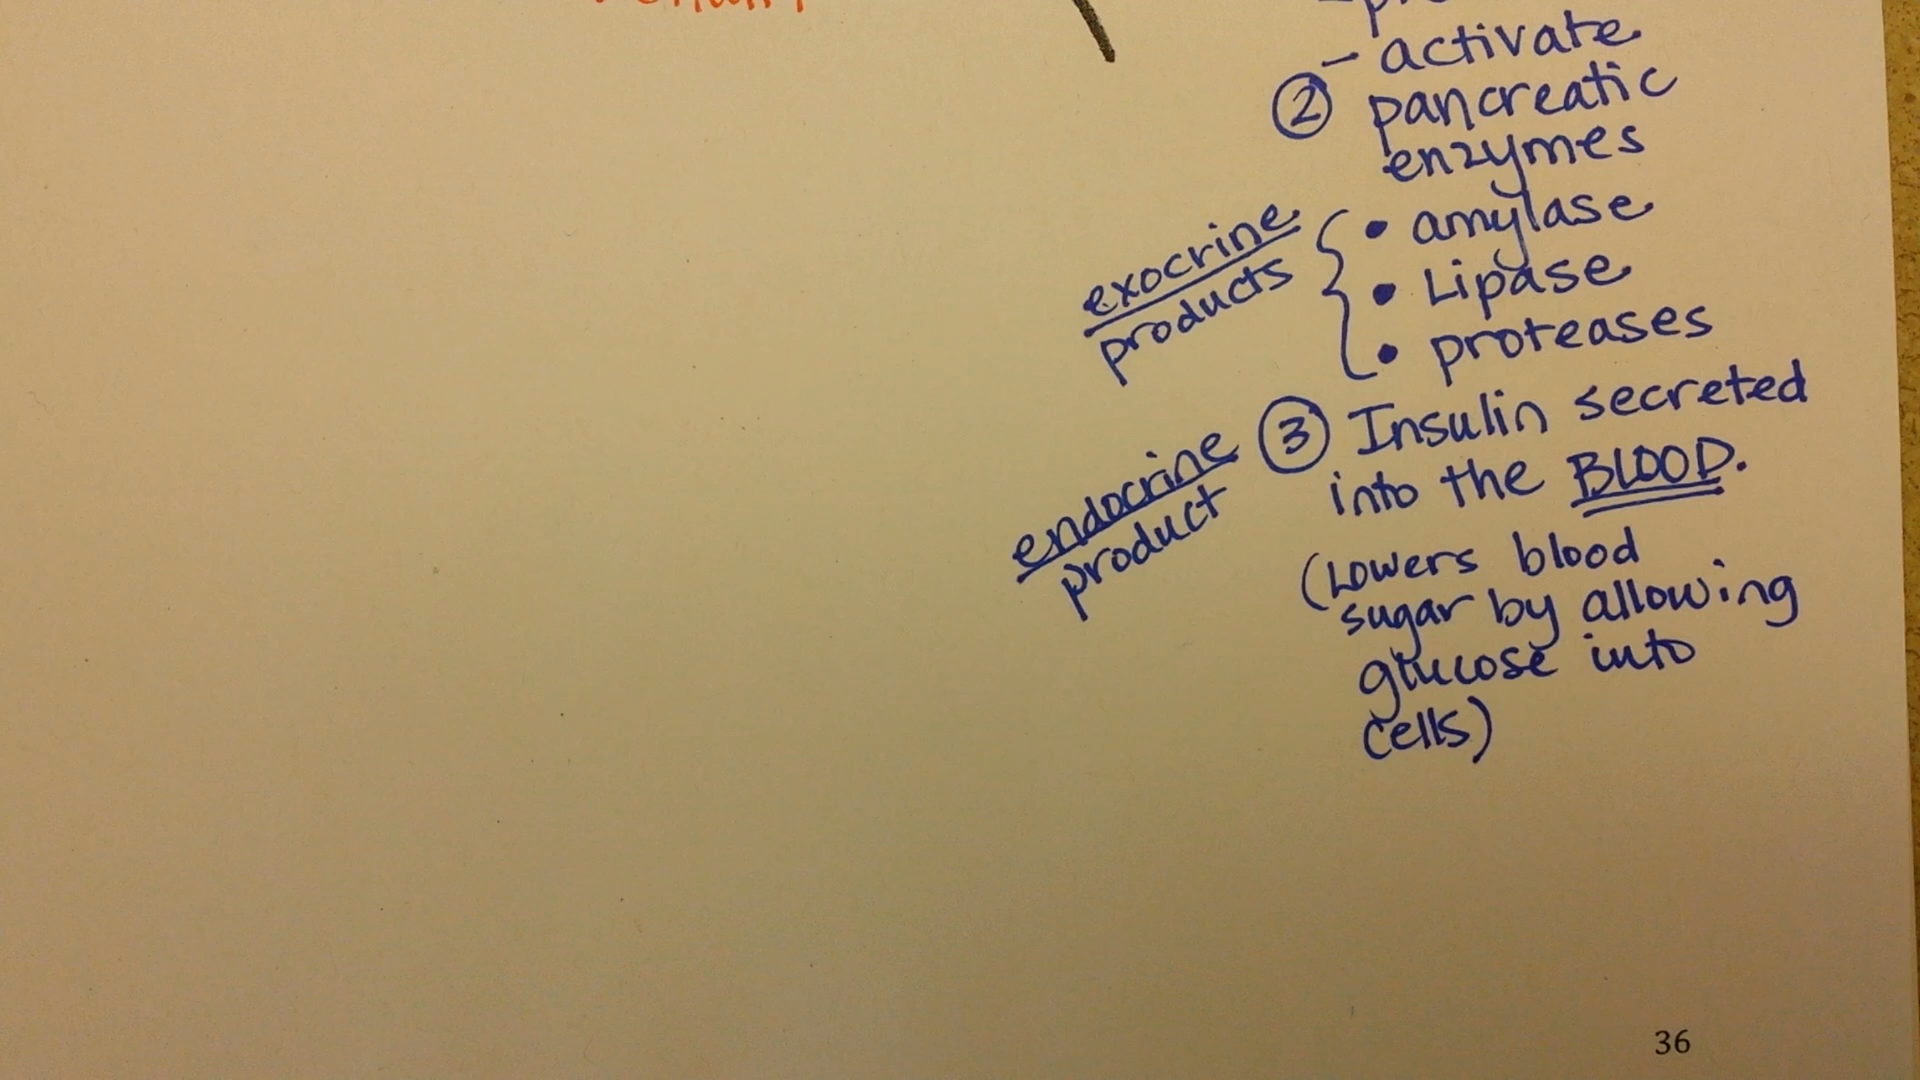 - activate
② pancreatic
enzymes
exocrine
products
• amylase
• Lipase
• proteases
endocrine
product
③ Insulin secreted
into the BLOOD.
(Lowers blood
sugar by allowing
glucose into
cells)
36